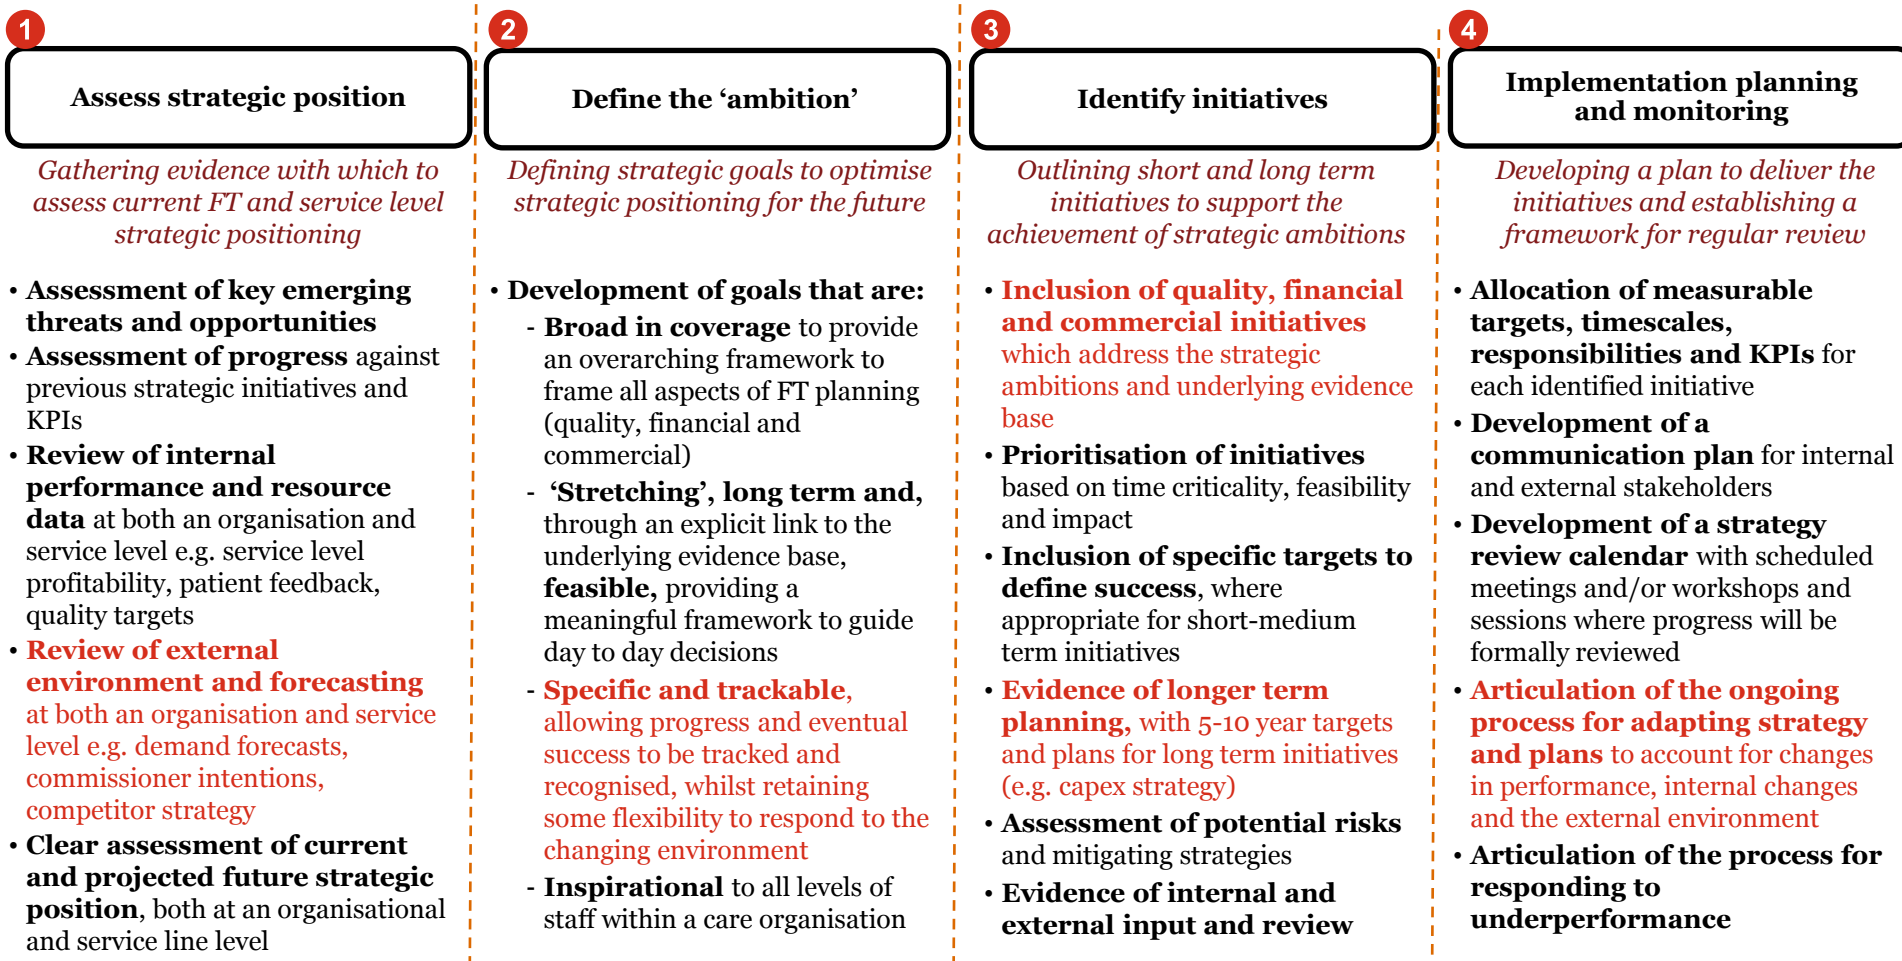 1
Assess strategic position
Gathering evidence with which to
assess current FT and service level
strategic positioning
• Assessment of key emerging
threats and opportunities
• Assessment of progress against
previous strategic initiatives and
KPIs
• Review of internal
performance and resource
data at both an organisation and
service level e.g. service level
profitability, patient feedback,
quality targets
• Review of external
environment and forecasting
at both an organisation and service
level e.g. demand forecasts,
commissioner intentions,
competitor strategy
• Clear assessment of current
and projected future strategic
position, both at an organisational
and service line level
2
Define the ‘ambition’
Defining strategic goals to optimise
strategic positioning for the future
• Development of goals that are:
- Broad in coverage to provide
an overarching framework to
frame all aspects of FT planning
(quality, financial and
commercial)
- ‘Stretching’, long term and,
through an explicit link to the
underlying evidence base,
feasible, providing a
meaningful framework to guide
day to day decisions
- Specific and trackable,
allowing progress and eventual
success to be tracked and
recognised, whilst retaining
some flexibility to respond to the
changing environment
- Inspirational to all levels of
staff within a care organisation
3
Identify initiatives
Outlining short and long term
initiatives to support the
achievement of strategic ambitions
• Inclusion of quality, financial
and commercial initiatives
which address the strategic
ambitions and underlying evidence
base
• Prioritisation of initiatives
based on time criticality, feasibility
and impact
• Inclusion of specific targets to
define success, where
appropriate for short-medium
term initiatives
• Evidence of longer term
planning, with 5-10 year targets
and plans for long term initiatives
(e.g. capex strategy)
• Assessment of potential risks
and mitigating strategies
• Evidence of internal and
external input and review
4
Implementation planning
and monitoring
Developing a plan to deliver the
initiatives and establishing a
framework for regular review
• Allocation of measurable
targets, timescales,
responsibilities and KPIs for
each identified initiative
• Development of a
communication plan for internal
and external stakeholders
• Development of a strategy
review calendar with scheduled
meetings and/or workshops and
sessions where progress will be
formally reviewed
• Articulation of the ongoing
process for adapting strategy
and plans to account for changes
in performance, internal changes
and the external environment
• Articulation of the process for
responding to
underperformance